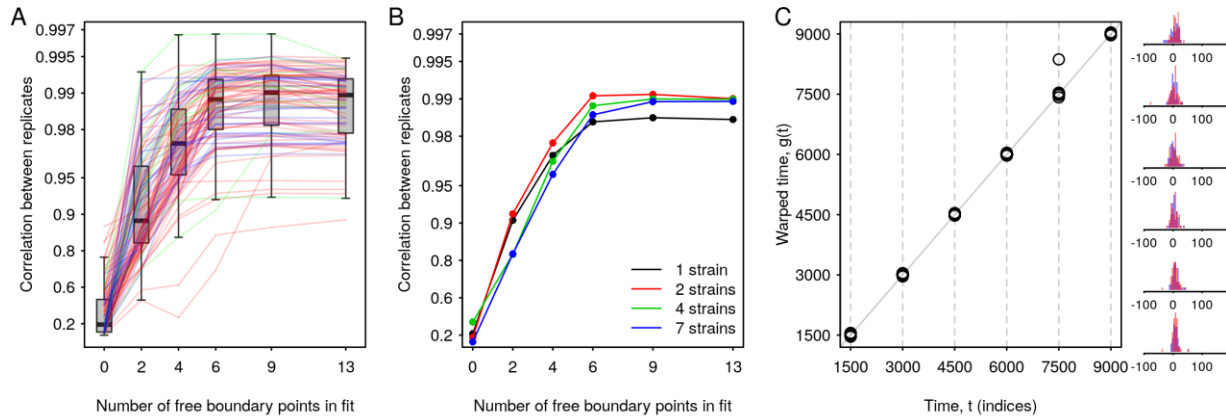 A
Correlation between replicates
0.997
0.995
0.99
0.98
0.95
0.9
0.8
0.6
0.2
0 2 4 6 9 13
Number of free boundary points in fit
B
Correlation between replicates
0.997
0.995
0.99
0.98
0.95
0.9
0.8
0.6
0.2
1 strain
2 strains
4 strains
7 strains
0 2 4 6 9 13
Number of free boundary points in fit
C
Warped time, g(t)
9000
7500
6000
4500
3000
1500
1500 3000 4500 6000 7500 9000
Time, t (indices)
-100 0 100
-100 0 100
-100 0 100
-100 0 100
-100 0 100
-100 0 100